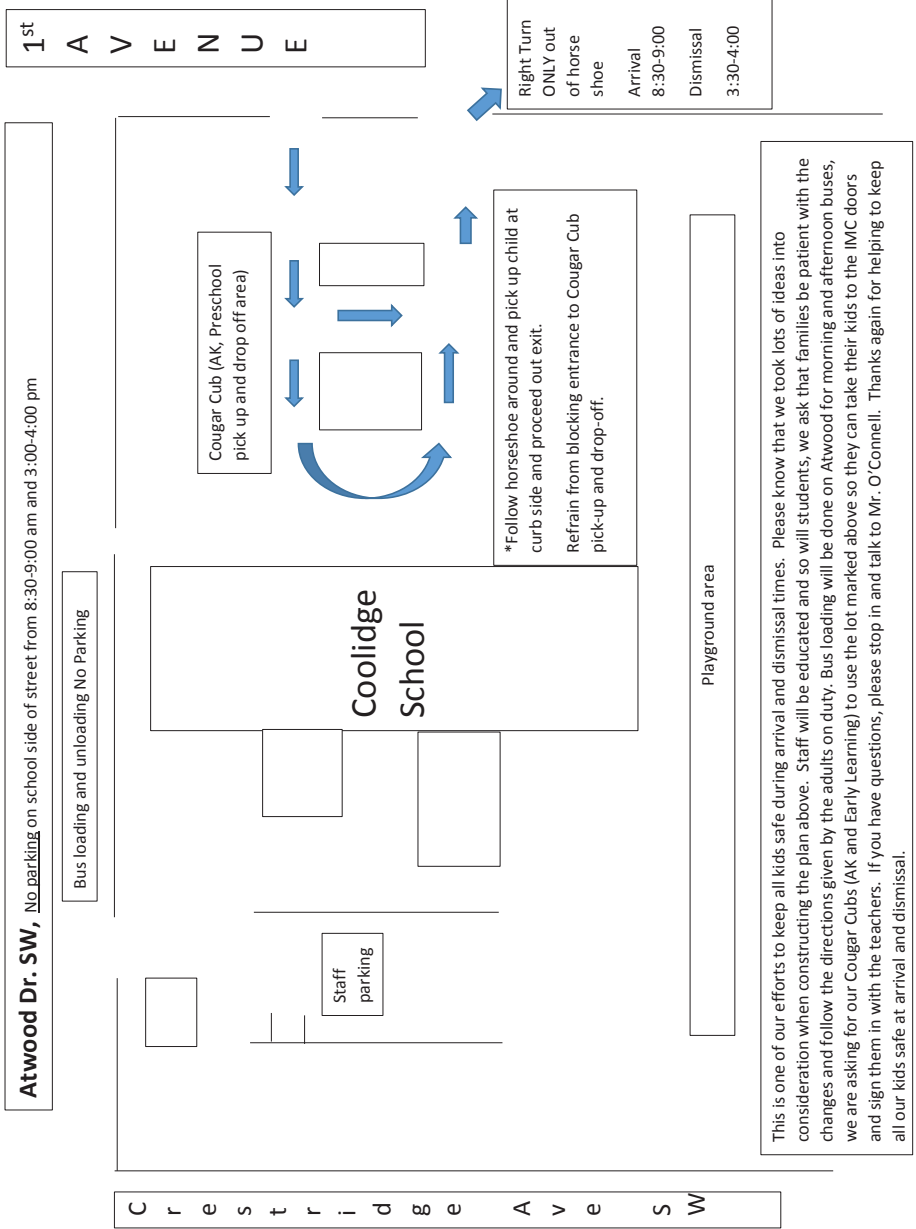 Atwood Dr. SW, No parking on school side of street from 8:30-9:00 am and 3:00-4:00 pm
1st
A
V
E
N
U
E
Bus loading and unloading No Parking
Cougar Cub (AK, Preschool
pick up and drop off area)
Right Turn
ONLY out
of horse
shoe
Arrival
8:30-9:00
Dismissal
3:30-4:00
Coolidge
School
*Follow horseshoe around and pick up child at
curb side and proceed out exit.
Refrain from blocking entrance to Cougar Cub
pick-up and drop-off.
Staff
parking
C
r
e
s
t
r
i
d
g
e
A
v
e
S
W
Playground area
This is one of our efforts to keep all kids safe during arrival and dismissal times. Please know that we took lots of ideas into
consideration when constructing the plan above. Staff will be educated and so will students, we ask that families be patient with the
changes and follow the directions given by the adults on duty. Bus loading will be done on Atwood for morning and afternoon buses,
we are asking for our Cougar Cubs (AK and Early Learning) to use the lot marked above so they can take their kids to the IMC doors
and sign them in with the teachers. If you have questions, please stop in and talk to Mr. O’Connell. Thanks again for helping to keep
all our kids safe at arrival and dismissal.